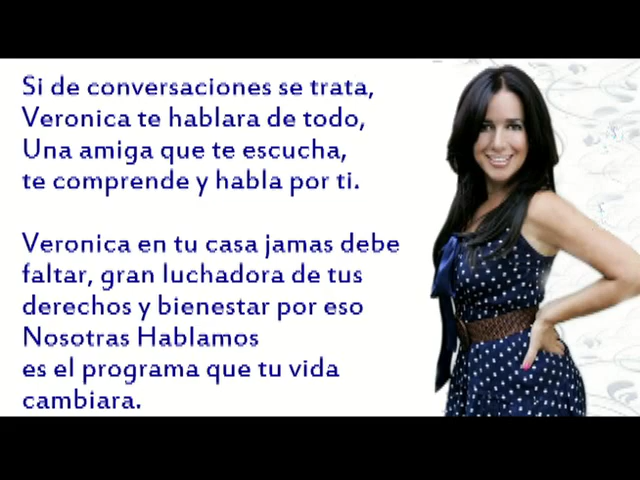 Si de conversaciones se trata,
Veronica te hablara de todo,
Una amiga que te escucha,
te comprende y habla por ti.
Veronica en tu casa jamas debe
faltar, gran luchadora de tus
derechos y bienestar por eso
Nosotras Hablamos
es el programa que tu vida
cambiara.